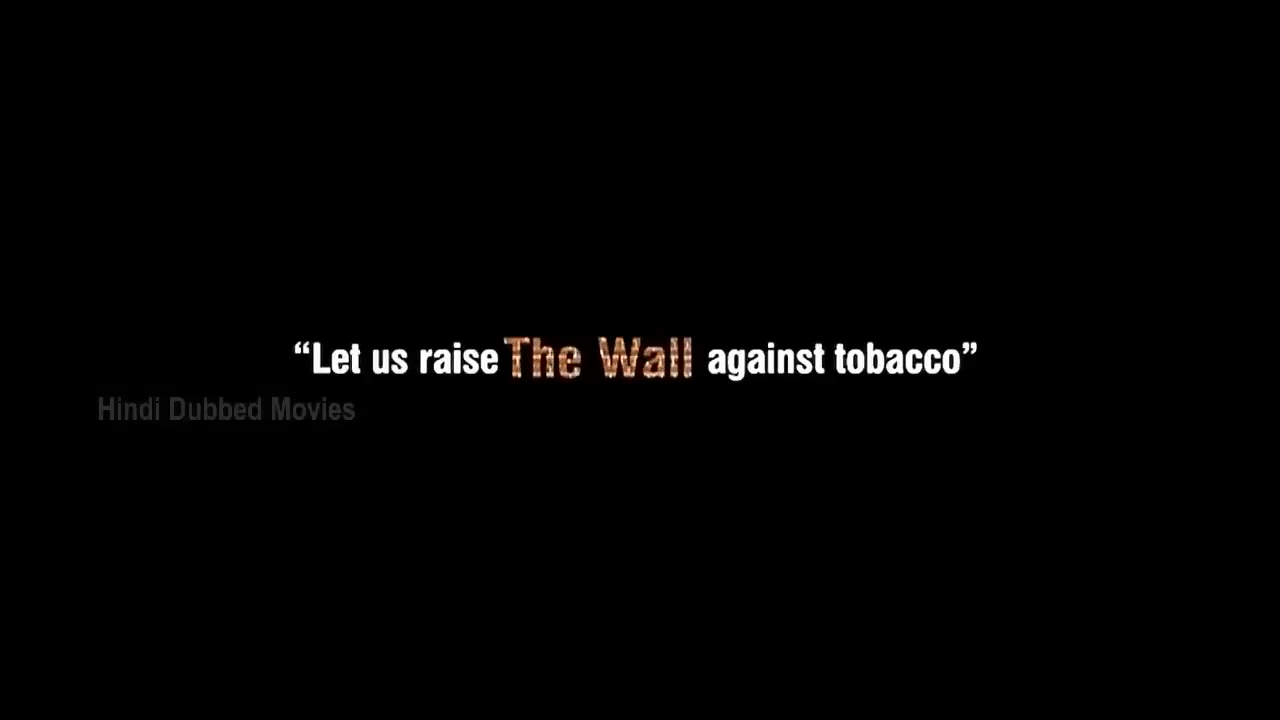 “Let us raise The Wall against tobacco”
Hindi Dubbed Movies